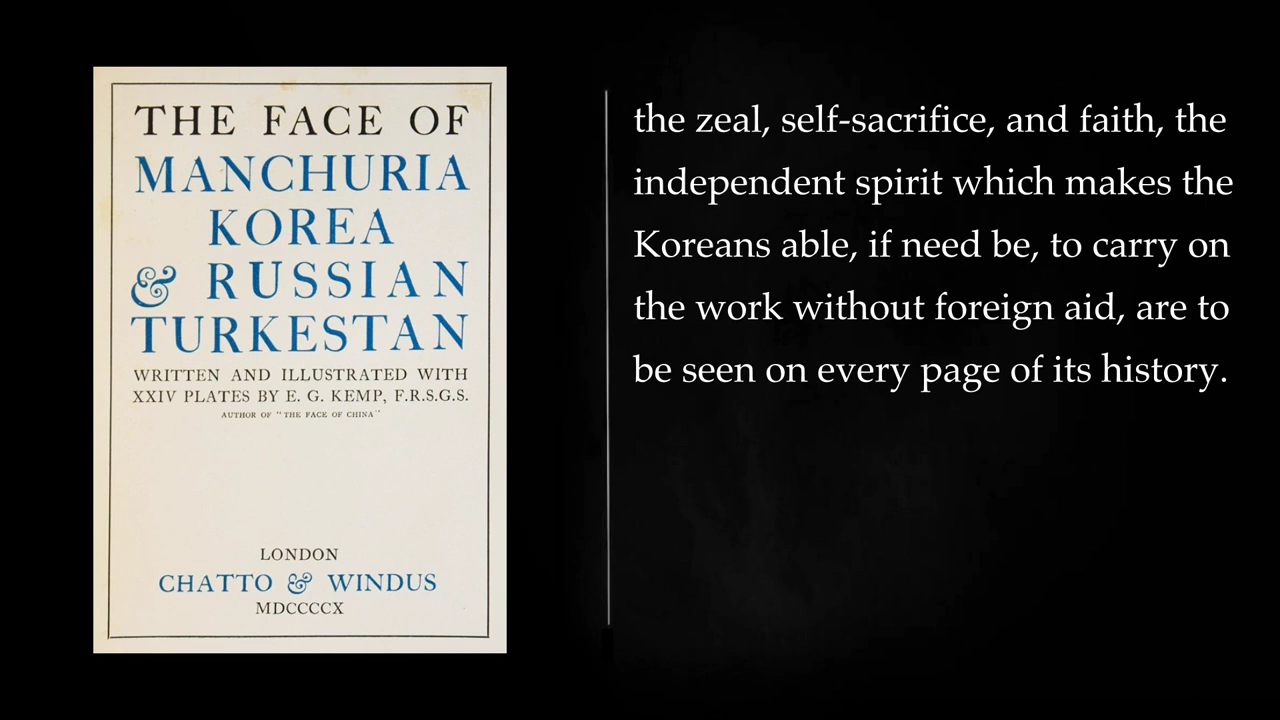 THE FACE OF
MANCHURIA
KOREA
& RUSSIAN
TURKESTAN
WRITTEN AND ILLUSTRATED WITH
XXIV PLATES BY E. G. KEMP, F.R.S.G.S.
AUTHOR OF "THE FACE OF CHINA"
LONDON
CHATTO & WINDUS
MDCCCCX
the zeal, self-sacrifice, and faith, the
independent spirit which makes the
Koreans able, if need be, to carry on
the work without foreign aid, are to
be seen on every page of its history.